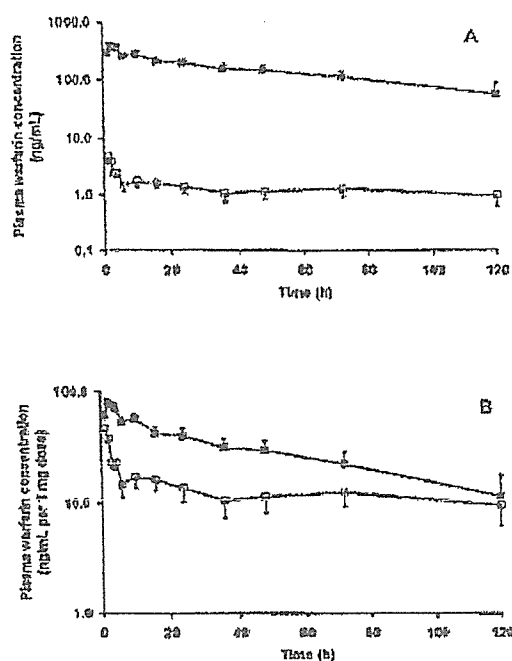 A
Plasma warfarin concentration
(ng/mL)
1000.0
100.0
10.0
1.0
0.1
0 20 40 60 80 100 120
Time (h)
B
Plasma warfarin concentration
(ng/mL per 1 mg dose)
100.0
10.0
1.0
0 20 40 60 80 100 120
Time (h)